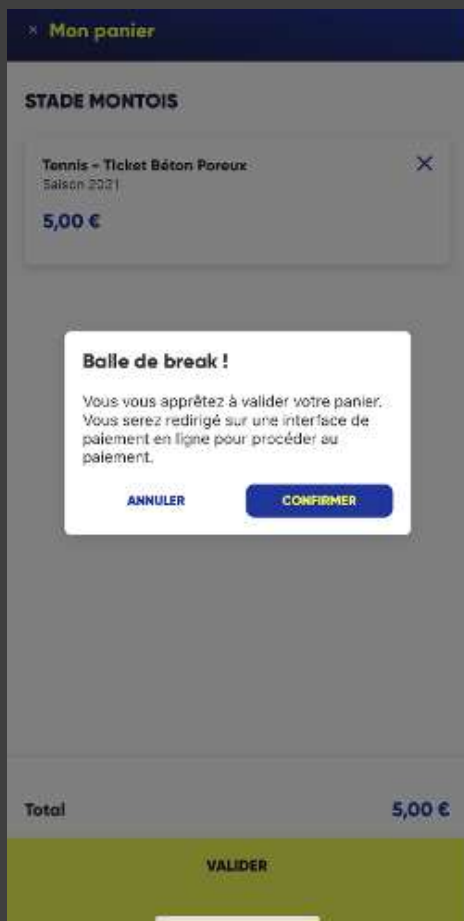 × Mon panier
STADE MONTOIS
Tennis - Ticket Béton Poreux
Saison 2021
5,00 €
Balle de break !
Vous vous apprêtez à valider votre panier.
Vous serez redirigé sur une interface de
paiement en ligne pour procéder au
paiement.
ANNULER CONFIRMER
Total 5,00 €
VALIDER